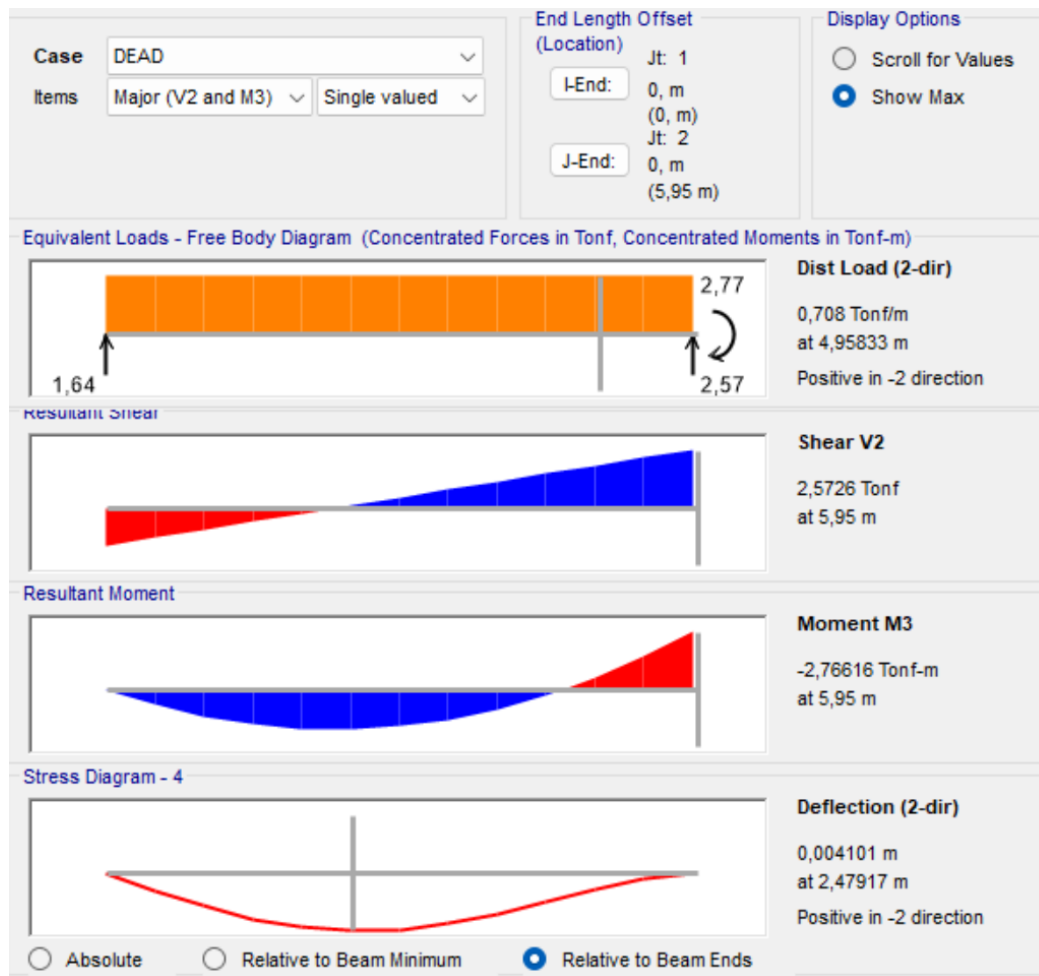 End Length Offset
(Location)
Display Options
Case DEAD
Jt: 1
Scroll for Values
Items Major (V2 and M3) Single valued
I-End:
0, m
(0, m)
Show Max
Jt: 2
J-End:
0, m
(5,95 m)
Equivalent Loads - Free Body Diagram (Concentrated Forces in Tonf, Concentrated Moments in Tonf-m)
Dist Load (2-dir)
2,77
0,708 Tonf/m
at 4,95833 m
Positive in -2 direction
1,64
2,57
Resultant Shear
Shear V2
2,5726 Tonf
at 5,95 m
Resultant Moment
Moment M3
-2,76616 Tonf-m
at 5,95 m
Stress Diagram - 4
Deflection (2-dir)
0,004101 m
at 2,47917 m
Positive in -2 direction
Absolute Relative to Beam Minimum Relative to Beam Ends